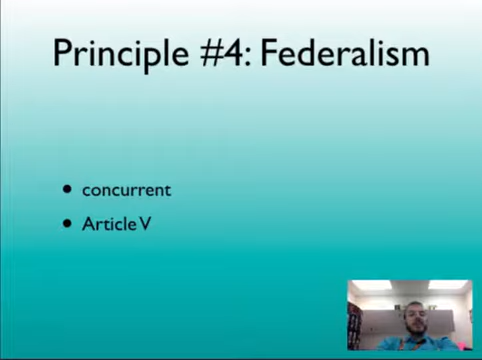 Principle #4: Federalism
• concurrent
• Article V